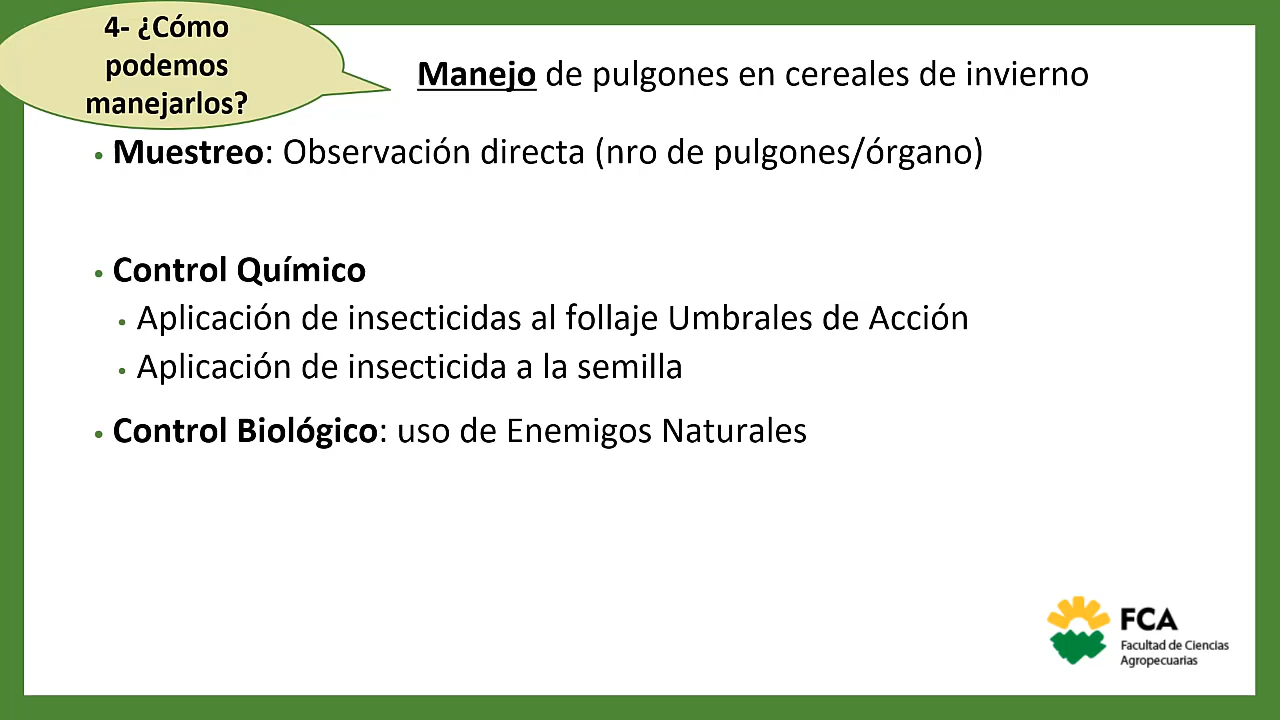 4- ¿Cómo
podemos
manejarlos?
Manejo de pulgones en cereales de invierno
• Muestreo: Observación directa (nro de pulgones/órgano)
• Control Químico
• Aplicación de insecticidas al follaje Umbrales de Acción
• Aplicación de insecticida a la semilla
• Control Biológico: uso de Enemigos Naturales
FCA
Facultad de Ciencias
Agropecuarias